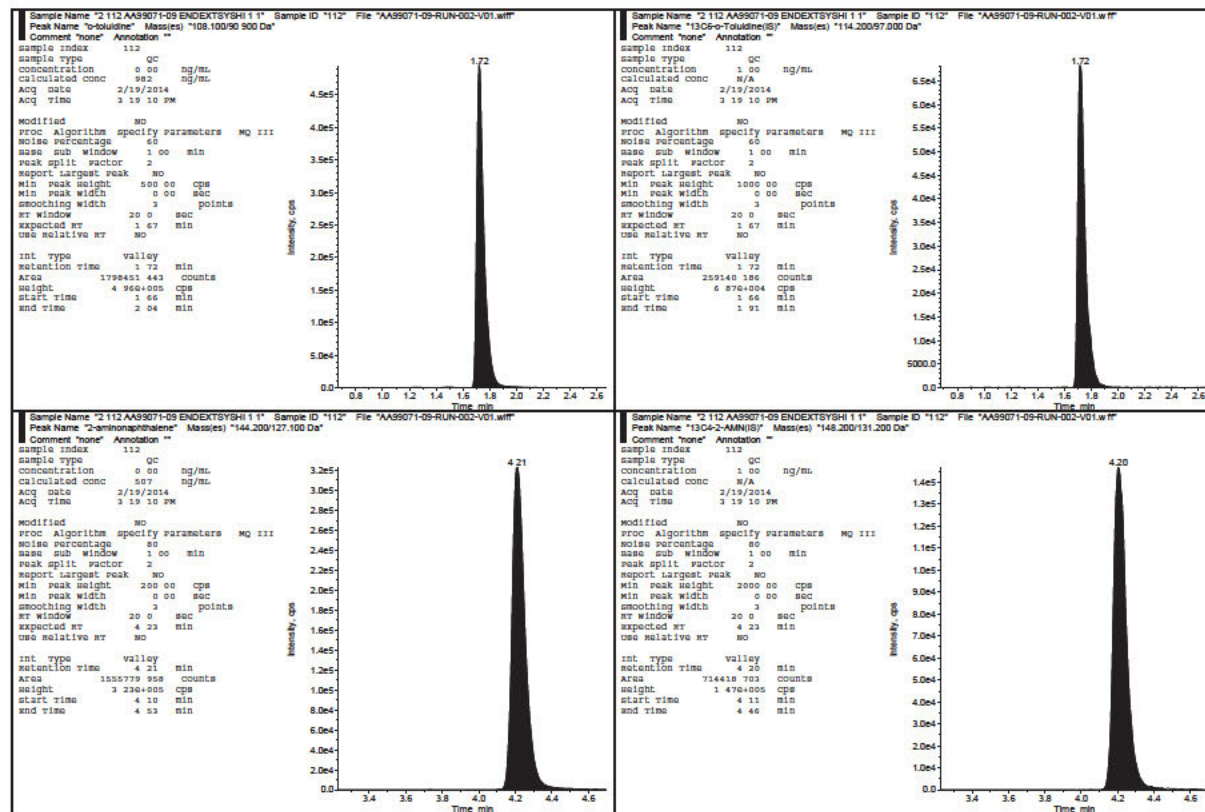 Sample Name "2 112 AA99071-09 ENDEXTSYSHI 1 1" Sample ID "112" File "AA99071-09-RUN-002-V01.wiff"
Peak Name "o-toluidine" Mass(es) "108.100/90 900 Da"
Comment "none" Annotation ""
Sample Index 112
Sample Type QC
Concentration 0 00 ng/mL
Calculated Conc 982 ng/mL
Acq Date 2/19/2014
Acq Time 3 19 10 PM
Modified NO
Proc Algorithm Specify Parameters MQ III
Noise Percentage 60
Base Sub Window 1 00 min
Peak Split Factor 2
Report Largest Peak NO
Min Peak Height 500 00 cps
Min Peak Width 0 00 sec
Smoothing Width 3 points
RT Window 20 0 sec
Expected RT 1 67 min
Use Relative RT NO
Int Type Valley
Retention Time 1 72 min
Area 1798451 443 counts
Height 4 96e+005 cps
Start Time 1 66 min
End Time 2 04 min
1.72
4.5e5
4.0e5
3.5e5
3.0e5
2.5e5
2.0e5
1.5e5
1.0e5
5.0e4
0.0
Intensity, cps
0.8 1.0 1.2 1.4 1.6 1.8 2.0 2.2 2.4 2.6
Time min
Sample Name "2 112 AA99071-09 ENDEXTSYSHI 1 1" Sample ID "112" File "AA99071-09-RUN-002-V01.wiff"
Peak Name "13C6-o-Toluidine(IS)" Mass(es) "114.200/97.000 Da"
Comment "none" Annotation ""
Sample Index 112
Sample Type QC
Concentration 1 00 ng/mL
Calculated Conc N/A
Acq Date 2/19/2014
Acq Time 3 19 10 PM
Modified NO
Proc Algorithm Specify Parameters MQ III
Noise Percentage 60
Base Sub Window 1 00 min
Peak Split Factor 2
Report Largest Peak NO
Min Peak Height 1000 00 cps
Min Peak Width 0 00 sec
Smoothing Width 3 points
RT Window 20 0 sec
Expected RT 1 67 min
Use Relative RT NO
Int Type Valley
Retention Time 1 72 min
Area 259140 186 counts
Height 6 87e+004 cps
Start Time 1 66 min
End Time 1 91 min
1.72
6.5e4
6.0e4
5.5e4
5.0e4
4.5e4
4.0e4
3.5e4
3.0e4
2.5e4
2.0e4
1.5e4
1.0e4
5000.0
0.0
Intensity, cps
0.8 1.0 1.2 1.4 1.6 1.8 2.0 2.2 2.4 2.6
Time min
Sample Name "2 112 AA99071-09 ENDEXTSYSHI 1 1" Sample ID "112" File "AA99071-09-RUN-002-V01.wiff"
Peak Name "2-aminonaphthalene" Mass(es) "144.200/127.100 Da"
Comment "none" Annotation ""
Sample Index 112
Sample Type QC
Concentration 0 00 ng/mL
Calculated Conc 507 ng/mL
Acq Date 2/19/2014
Acq Time 3 19 10 PM
Modified NO
Proc Algorithm Specify Parameters MQ III
Noise Percentage 80
Base Sub Window 1 00 min
Peak Split Factor 2
Report Largest Peak NO
Min Peak Height 200 00 cps
Min Peak Width 0 00 sec
Smoothing Width 3 points
RT Window 20 0 sec
Expected RT 4 23 min
Use Relative RT NO
Int Type Valley
Retention Time 4 21 min
Area 1555779 958 counts
Height 3 23e+005 cps
Start Time 4 10 min
End Time 4 53 min
4 21
3.2e5
3.0e5
2.8e5
2.6e5
2.4e5
2.2e5
2.0e5
1.8e5
1.6e5
1.4e5
1.2e5
1.0e5
8.0e4
6.0e4
4.0e4
2.0e4
0.0
Intensity, cps
3.4 3.6 3.8 4.0 4.2 4.4 4.6
Time min
Sample Name "2 112 AA99071-09 ENDEXTSYSHI 1 1" Sample ID "112" File "AA99071-09-RUN-002-V01.wiff"
Peak Name "13C4-2-AMN(IS)" Mass(es) "148.200/131.200 Da"
Comment "none" Annotation ""
Sample Index 112
Sample Type QC
Concentration 1 00 ng/mL
Calculated Conc N/A
Acq Date 2/19/2014
Acq Time 3 19 10 PM
Modified NO
Proc Algorithm Specify Parameters MQ III
Noise Percentage 80
Base Sub Window 1 00 min
Peak Split Factor 2
Report Largest Peak NO
Min Peak Height 2000 00 cps
Min Peak Width 0 00 sec
Smoothing Width 3 points
RT Window 20 0 sec
Expected RT 4 23 min
Use Relative RT NO
Int Type Valley
Retention Time 4 20 min
Area 714418 703 counts
Height 1 47e+005 cps
Start Time 4 11 min
End Time 4 46 min
4.20
1.4e5
1.3e5
1.2e5
1.1e5
1.0e5
9.0e4
8.0e4
7.0e4
6.0e4
5.0e4
4.0e4
3.0e4
2.0e4
1.0e4
0.0
Intensity, cps
3.4 3.6 3.8 4.0 4.2 4.4 4.6
Time min